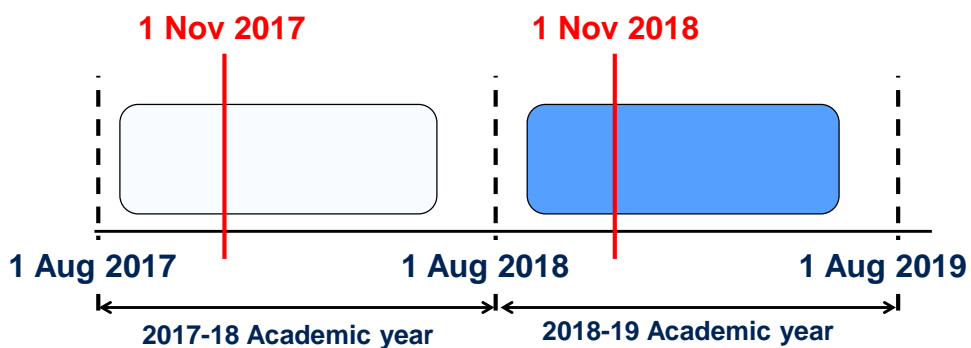 1 Nov 2017
1 Nov 2018
1 Aug 2017
1 Aug 2018
1 Aug 2019
2017-18 Academic year
2018-19 Academic year